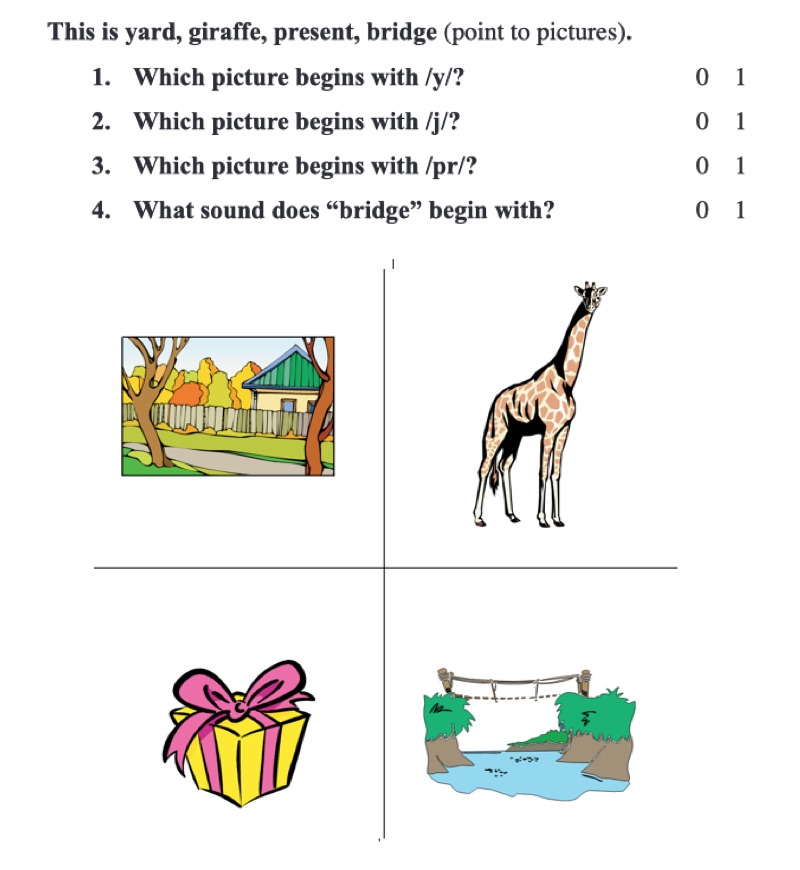 This is yard, giraffe, present, bridge (point to pictures).
1. Which picture begins with /y/? 0 1
2. Which picture begins with /j/? 0 1
3. Which picture begins with /pr/? 0 1
4. What sound does “bridge” begin with? 0 1